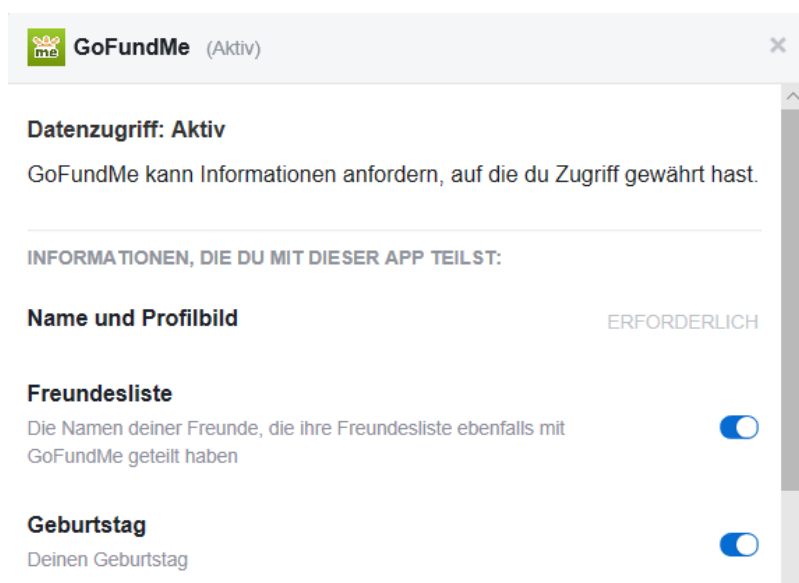 me
GoFundMe (Aktiv)
Datenzugriff: Aktiv
GoFundMe kann Informationen anfordern, auf die du Zugriff gewährt hast.
INFORMATIONEN, DIE DU MIT DIESER APP TEILST:
Name und Profilbild
ERFORDERLICH
Freundesliste
Die Namen deiner Freunde, die ihre Freundesliste ebenfalls mit
GoFundMe geteilt haben
Geburtstag
Deinen Geburtstag